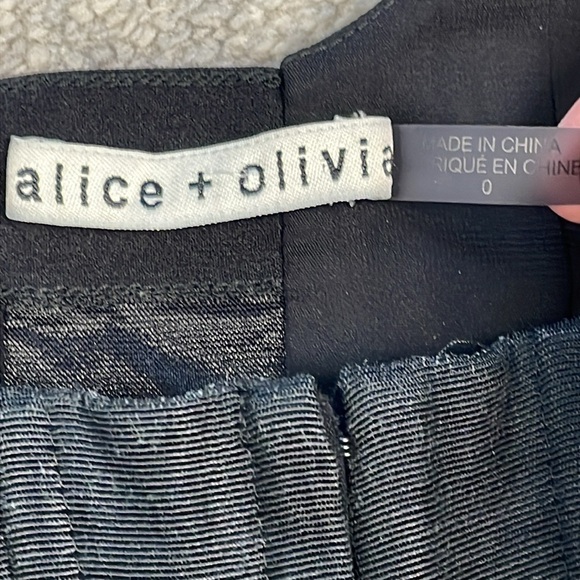 alice + olivia
MADE IN CHINA
RIQUÉ EN CHINE
0